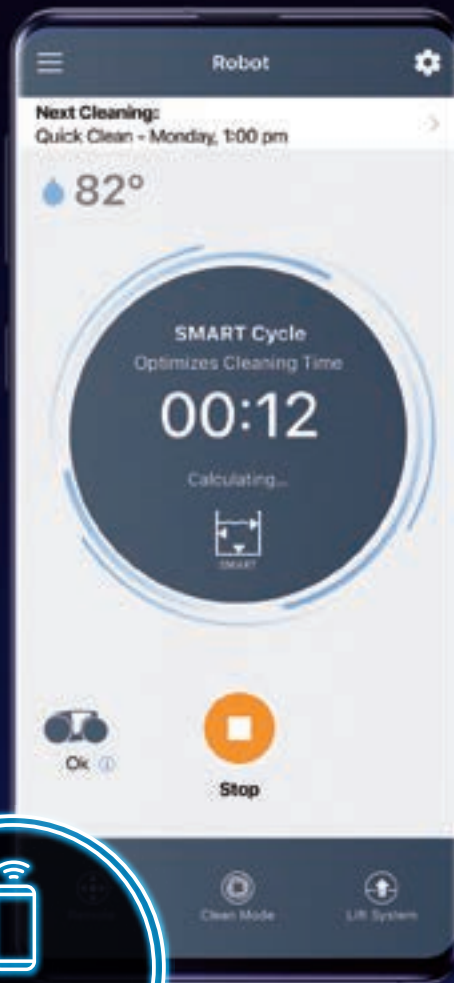 Robot
Next Cleaning:
Quick Clean - Monday, 1:00 pm
82°
SMART Cycle
Optimizes Cleaning Time
00:12
Calculating...
SMART
Ok
Stop
Clean Mode
Lift System